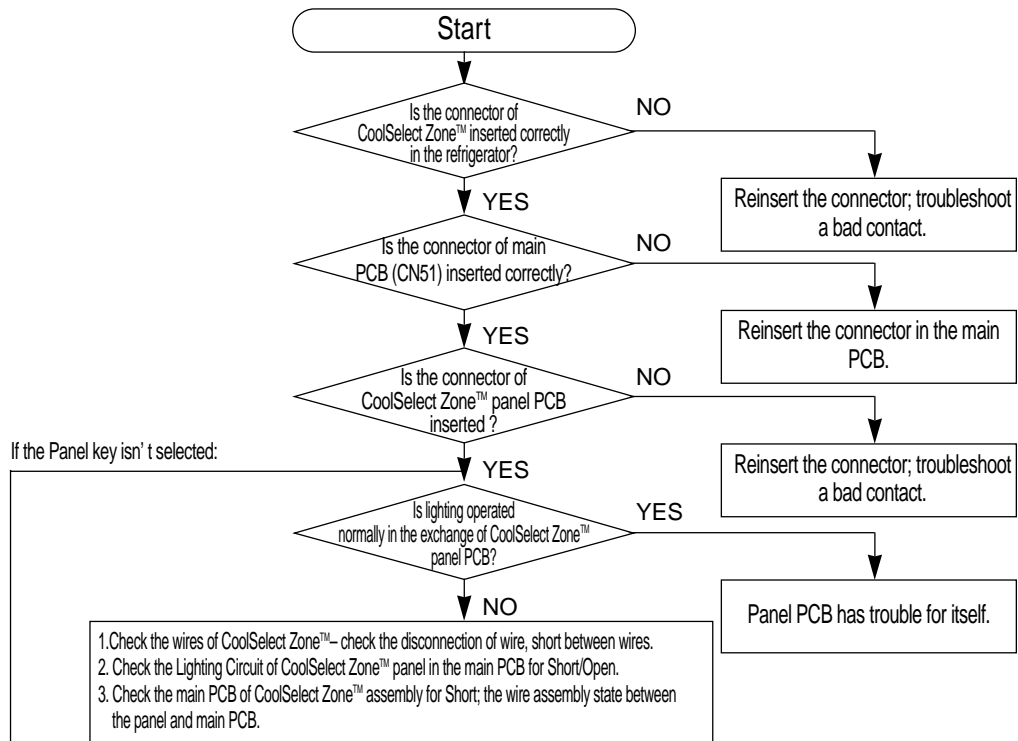 Start
Is the connector of
CoolSelect Zone™ inserted correctly
in the refrigerator?
NO
Reinsert the connector; troubleshoot
a bad contact.
YES
Is the connector of main
PCB (CN51) inserted correctly?
NO
Reinsert the connector in the main
PCB.
YES
Is the connector of
CoolSelect Zone™ panel PCB
inserted ?
NO
Reinsert the connector; troubleshoot
a bad contact.
If the Panel key isn' t selected:
YES
Is lighting operated
normally in the exchange of CoolSelect Zone™
panel PCB?
YES
Panel PCB has trouble for itself.
NO
1.Check the wires of CoolSelect Zone™– check the disconnection of wire, short between wires.
2. Check the Lighting Circuit of CoolSelect Zone™ panel in the main PCB for Short/Open.
3. Check the main PCB of CoolSelect Zone™ assembly for Short; the wire assembly state between
the panel and main PCB.